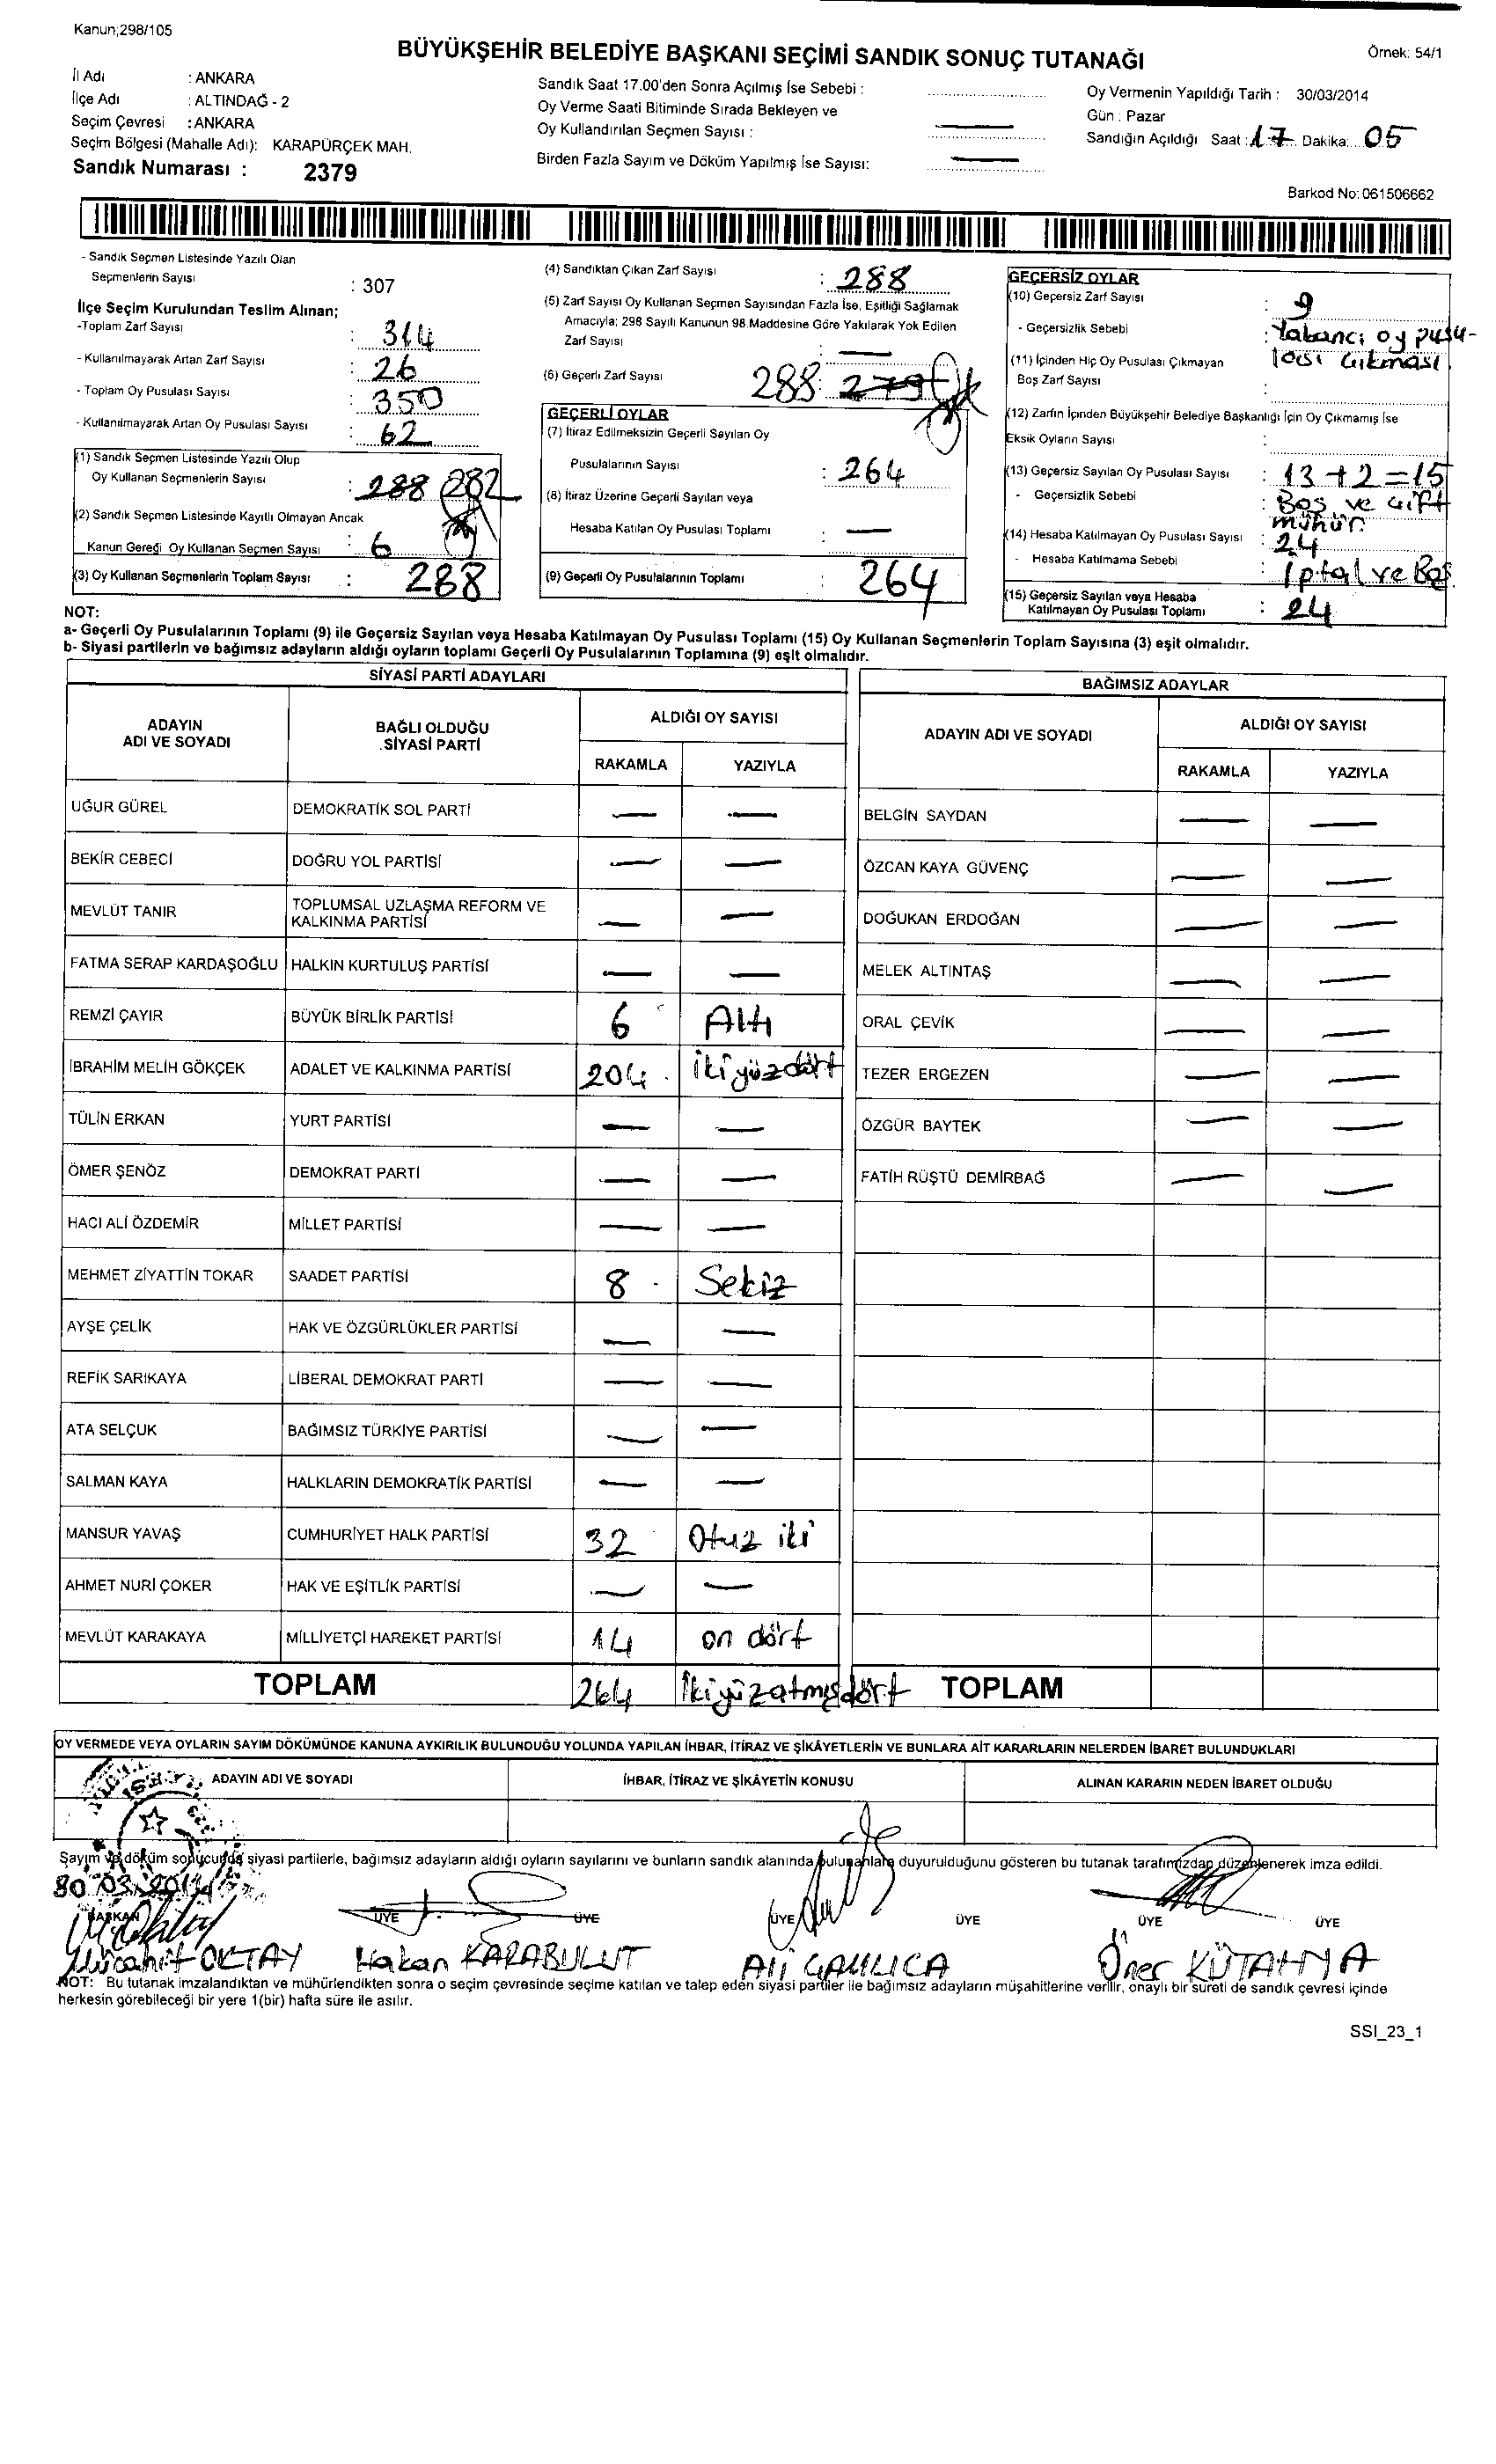 Kanun;298/105
BÜYÜKŞEHİR BELEDİYE BAŞKANI SEÇİMİ SANDIK SONUÇ TUTANAĞI
Örnek: 54/1
İl Adı : ANKARA
İlçe Adı : ALTINDAĞ - 2
Seçim Çevresi : ANKARA
Seçim Bölgesi (Mahalle Adı): KARAPÜRÇEK MAH.
Sandık Numarası : 2379
Sandık Saat 17.00'den Sonra Açılmış İse Sebebi :
Oy Verme Saati Bitiminde Sırada Bekleyen ve
Oy Kullandırılan Seçmen Sayısı : —
Birden Fazla Sayım ve Döküm Yapılmış İse Sayısı: —
Oy Vermenin Yapıldığı Tarih : 30/03/2014
Gün : Pazar
Sandığın Açıldığı Saat : 17 Dakika: 05
Barkod No: 061506662
- Sandık Seçmen Listesinde Yazılı Olan
Seçmenlerin Sayısı : 307
İlçe Seçim Kurulundan Teslim Alınan;
-Toplam Zarf Sayısı : 314
- Kullanılmayarak Artan Zarf Sayısı : 26
- Toplam Oy Pusulası Sayısı : 350
- Kullanılmayarak Artan Oy Pusulası Sayısı : 62
(1) Sandık Seçmen Listesinde Yazılı Olup
Oy Kullanan Seçmenlerin Sayısı : 288 282
(2) Sandık Seçmen Listesinde Kayıtlı Olmayan Ancak
Kanun Gereği Oy Kullanan Seçmen Sayısı : 6
(3) Oy Kullanan Seçmenlerin Toplam Sayısı : 288
(4) Sandıktan Çıkan Zarf Sayısı : 288
(5) Zarf Sayısı Oy Kullanan Seçmen Sayısından Fazla İse, Eşitliği Sağlamak
Amacıyla; 298 Sayılı Kanunun 98.Maddesine Göre Yakılarak Yok Edilen
Zarf Sayısı : —
(6) Geçerli Zarf Sayısı 288 : 279
GEÇERLİ OYLAR
(7) İtiraz Edilmeksizin Geçerli Sayılan Oy
Pusulalarının Sayısı : 264
(8) İtiraz Üzerine Geçerli Sayılan veya
Hesaba Katılan Oy Pusulası Toplamı : —
(9) Geçerli Oy Pusulalarının Toplamı : 264
GEÇERSİZ OYLAR
(10) Geçersiz Zarf Sayısı : 9
- Geçersizlik Sebebi : Yabancı oy pusu-
lası çıkması
(11) İçinden Hiç Oy Pusulası Çıkmayan
Boş Zarf Sayısı :
(12) Zarfın İçinden Büyükşehir Belediye Başkanlığı İçin Oy Çıkmamış İse
Eksik Oyların Sayısı :
(13) Geçersiz Sayılan Oy Pusulası Sayısı : 13+2=15
- Geçersizlik Sebebi : Boş ve çift
mühür
(14) Hesaba Katılmayan Oy Pusulası Sayısı : 24
- Hesaba Katılmama Sebebi : İptal ve Boş
(15) Geçersiz Sayılan veya Hesaba
Katılmayan Oy Pusulası Toplamı : 24
NOT:
a- Geçerli Oy Pusulalarının Toplamı (9) ile Geçersiz Sayılan veya Hesaba Katılmayan Oy Pusulası Toplamı (15) Oy Kullanan Seçmenlerin Toplam Sayısına (3) eşit olmalıdır.
b- Siyasi partilerin ve bağımsız adayların aldığı oyların toplamı Geçerli Oy Pusulalarının Toplamına (9) eşit olmalıdır.
SİYASİ PARTİ ADAYLARI
ADAYIN ADI VE SOYADI
BAĞLI OLDUĞU SİYASİ PARTİ
ALDIĞI OY SAYISI
RAKAMLA YAZIYLA
UĞUR GÜREL DEMOKRATİK SOL PARTİ — —
BEKİR CEBECİ DOĞRU YOL PARTİSİ — —
MEVLÜT TANIR TOPLUMSAL UZLAŞMA REFORM VE KALKINMA PARTİSİ — —
FATMA SERAP KARDAŞOĞLU HALKIN KURTULUŞ PARTİSİ — —
REMZİ ÇAYIR BÜYÜK BİRLİK PARTİSİ 6 Altı
İBRAHİM MELİH GÖKÇEK ADALET VE KALKINMA PARTİSİ 204 ikiyüzdört
TÜLİN ERKAN YURT PARTİSİ — —
ÖMER ŞENÖZ DEMOKRAT PARTİ — —
HACI ALİ ÖZDEMİR MİLLET PARTİSİ — —
MEHMET ZİYATTİN TOKAR SAADET PARTİSİ 8 Sekiz
AYŞE ÇELİK HAK VE ÖZGÜRLÜKLER PARTİSİ — —
REFİK SARIKAYA LİBERAL DEMOKRAT PARTİ — —
ATA SELÇUK BAĞIMSIZ TÜRKİYE PARTİSİ — —
SALMAN KAYA HALKLARIN DEMOKRATİK PARTİSİ — —
MANSUR YAVAŞ CUMHURİYET HALK PARTİSİ 32 Otuz iki
AHMET NURİ ÇOKER HAK VE EŞİTLİK PARTİSİ — —
MEVLÜT KARAKAYA MİLLİYETÇİ HAREKET PARTİSİ 14 on dört
TOPLAM 264 İkiyüzatmışdört
BAĞIMSIZ ADAYLAR
ADAYIN ADI VE SOYADI
ALDIĞI OY SAYISI
RAKAMLA YAZIYLA
BELGİN SAYDAN — —
ÖZCAN KAYA GÜVENÇ — —
DOĞUKAN ERDOĞAN — —
MELEK ALTINTAŞ — —
ORAL ÇEVİK — —
TEZER ERGEZEN — —
ÖZGÜR BAYTEK — —
FATİH RÜŞTÜ DEMİRBAĞ — —
TOPLAM
OY VERMEDE VEYA OYLARIN SAYIM DÖKÜMÜNDE KANUNA AYKIRILIK BULUNDUĞU YOLUNDA YAPILAN İHBAR, İTİRAZ VE ŞİKÂYETLERİN VE BUNLARA AİT KARARLARIN NELERDEN İBARET BULUNDUKLARI
ADAYIN ADI VE SOYADI
İHBAR, İTİRAZ VE ŞİKÂYETİN KONUSU
ALINAN KARARIN NEDEN İBARET OLDUĞU
Sayım ve döküm sonucunda siyasi partilerle, bağımsız adayların aldığı oyların sayılarını ve bunların sandık alanında bulunanlara duyurulduğunu gösteren bu tutanak tarafımızdan düzenlenerek imza edildi.
30.03.2014
BAŞKAN ÜYE ÜYE ÜYE ÜYE ÜYE ÜYE
Mücahit OKTAY Hakan KARABULUT Ali ÇAMLICA Öner KÜTAHYA
NOT: Bu tutanak imzalandıktan ve mühürlendikten sonra o seçim çevresinde seçime katılan ve talep eden siyasi partiler ile bağımsız adayların müşahitlerine verilir, onaylı bir sureti de sandık çevresi içinde
herkesin görebileceği bir yere 1(bir) hafta süre ile asılır.
SSI_23_1